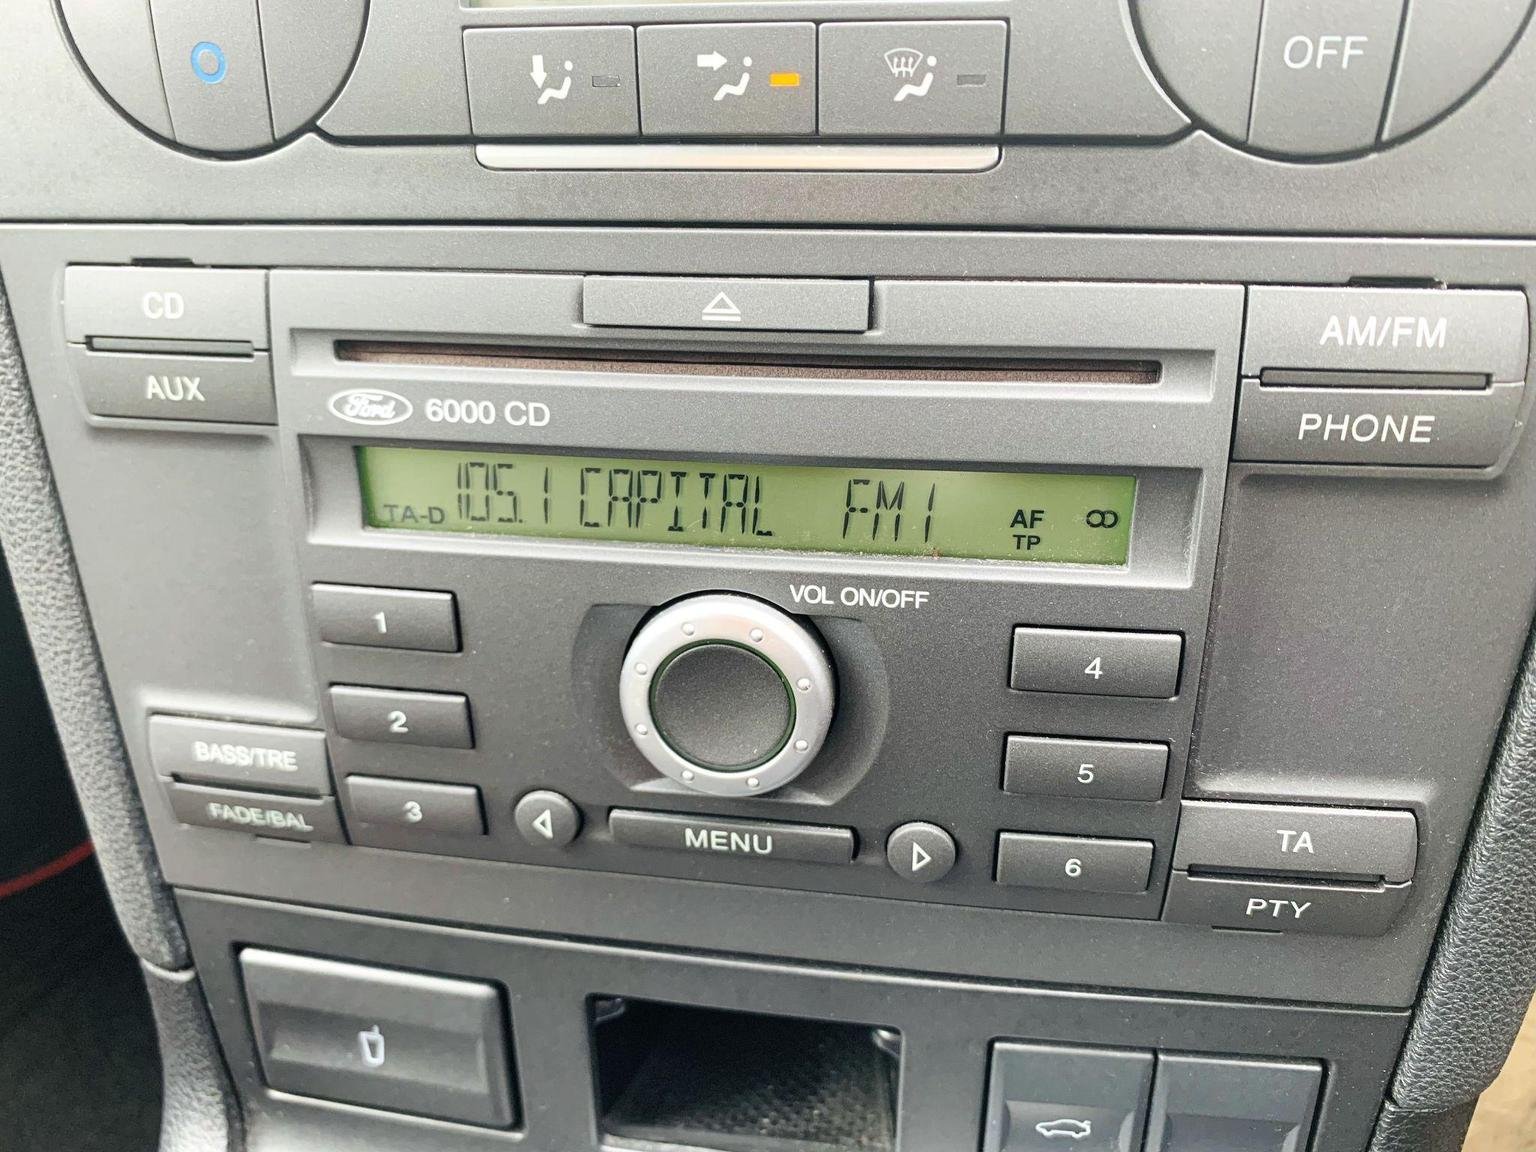 OFF
CD
AUX
AM/FM
PHONE
Ford 6000 CD
TA-D 105.1 CAPITAL FM1 AF TP
VOL ON/OFF
1
2
3
4
5
6
BASS/TRE
FADE/BAL
MENU
TA
PTY